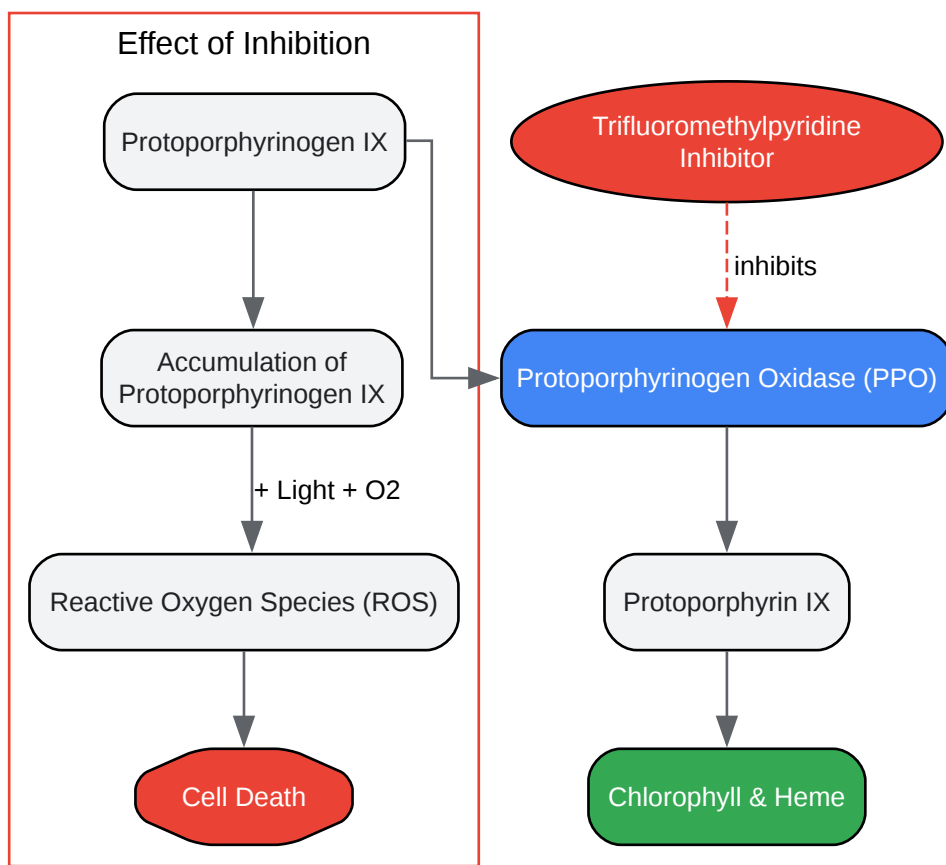 Effect of Inhibition
Protoporphyrinogen IX
Trifluoromethylpyridine
Inhibitor
inhibits
Accumulation of
Protoporphyrinogen IX
Protoporphyrinogen Oxidase (PPO)
+ Light + O2
Reactive Oxygen Species (ROS)
Protoporphyrin IX
Cell Death
Chlorophyll & Heme